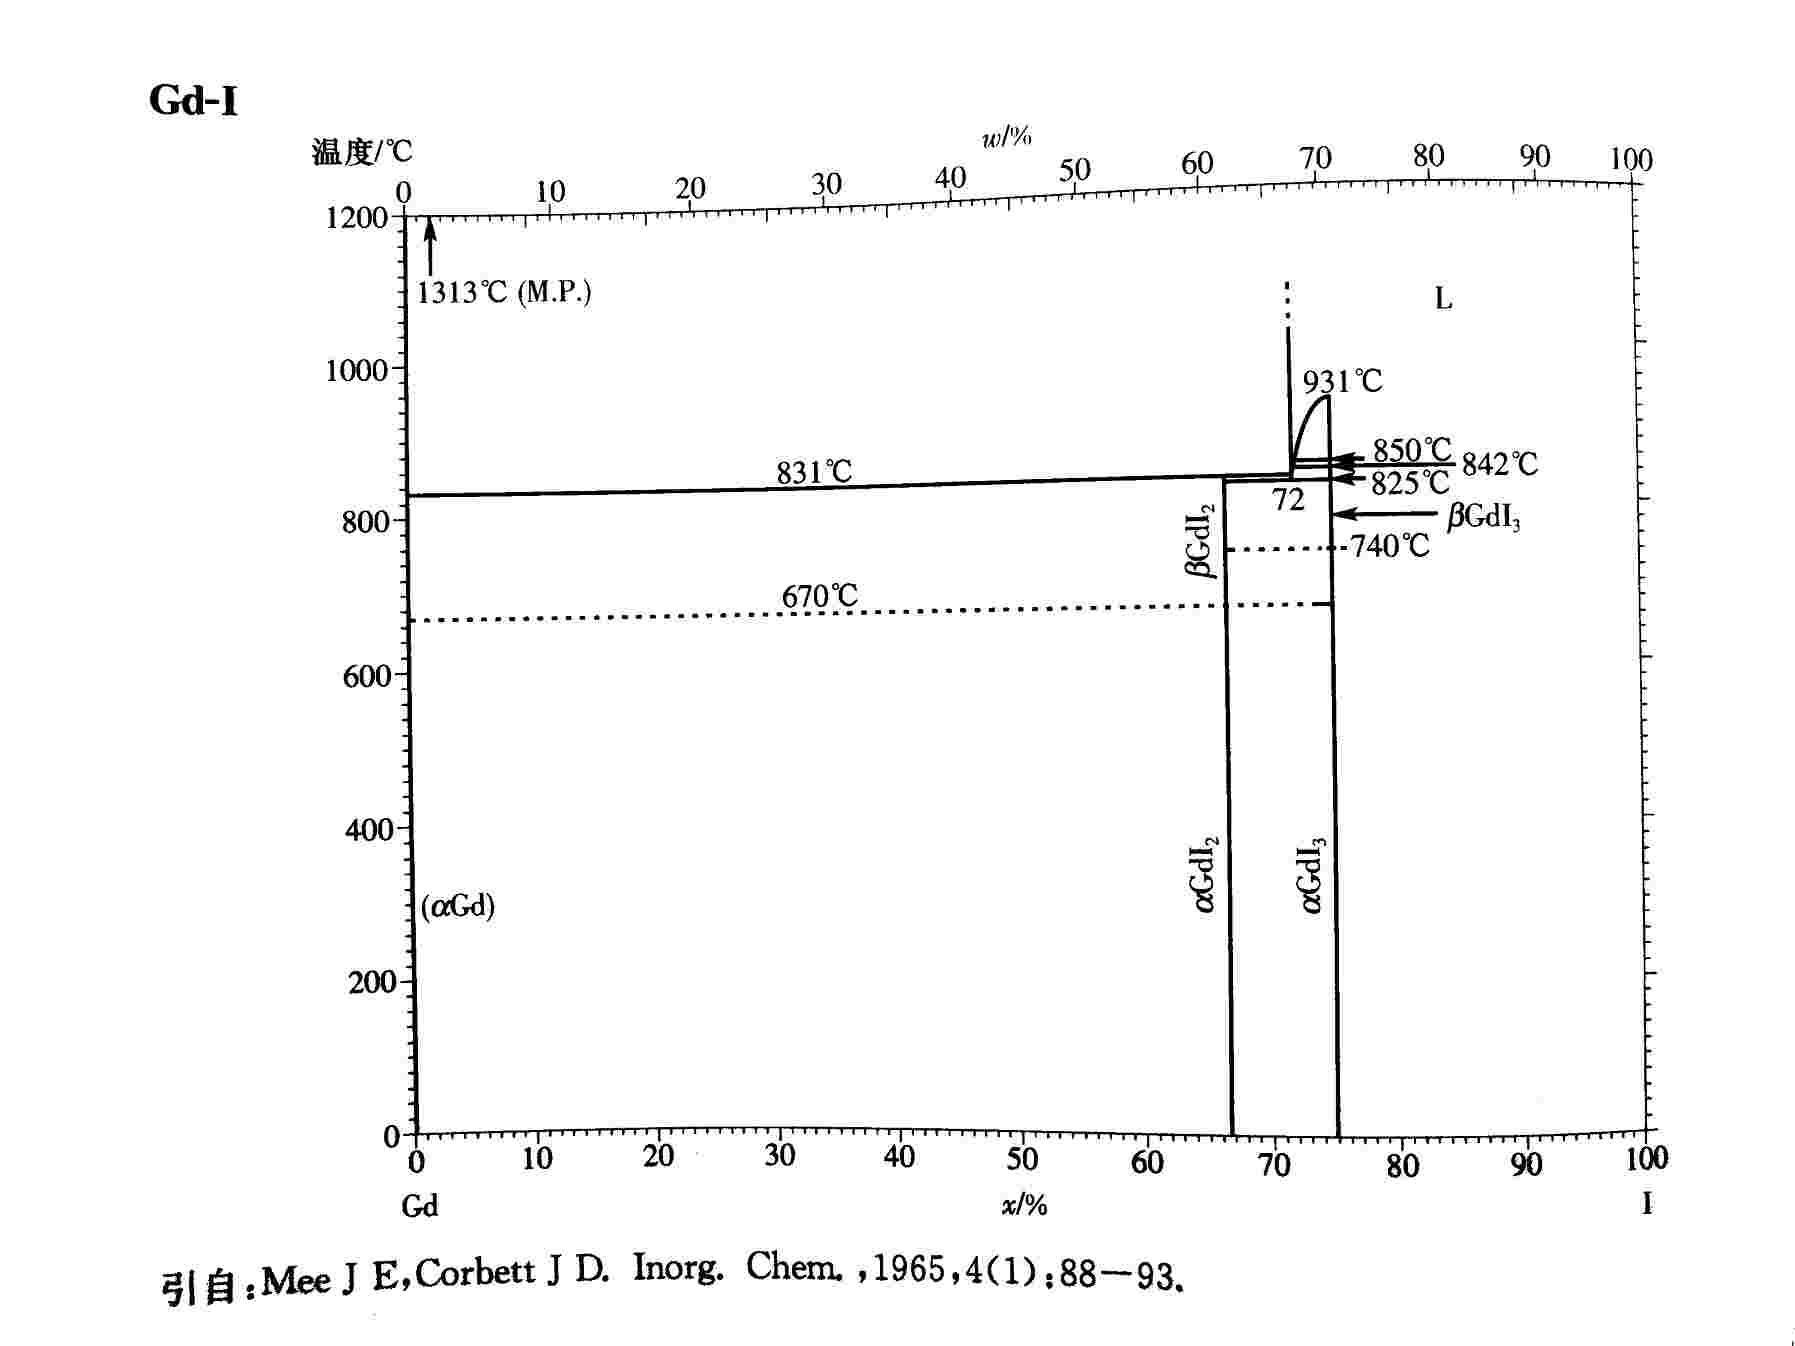 Gd-I
w/%
温度/℃
0 10 20 30 40 50 60 70 80 90 100
1200
1313℃ (M.P.)
L
1000
931℃
850℃
842℃
831℃
825℃
72
800
βGdI₃
βGdI₂
740℃
670℃
600
400
αGdI₂
αGdI₃
(αGd)
200
0
0 10 20 30 40 50 60 70 80 90 100
Gd x/% I
引自:Mee J E,Corbett J D. Inorg. Chem.,1965,4(1):88—93.